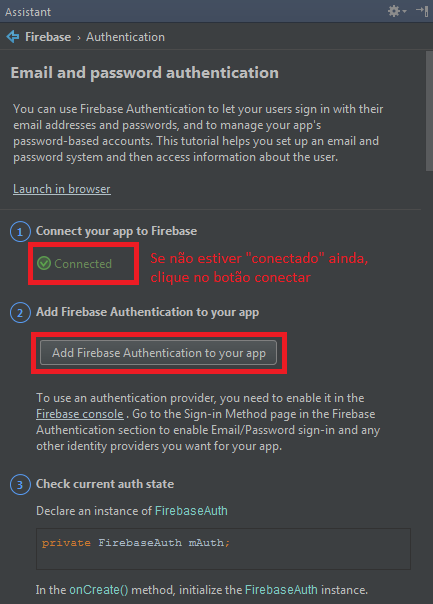 Assistant
Firebase › Authentication
Email and password authentication
You can use Firebase Authentication to let your users sign in with their
email addresses and passwords, and to manage your app's
password-based accounts. This tutorial helps you set up an email and
password system and then access information about the user.
Launch in browser
1 Connect your app to Firebase
Connected
Se não estiver "conectado" ainda,
clique no botão conectar
2 Add Firebase Authentication to your app
Add Firebase Authentication to your app
To use an authentication provider, you need to enable it in the
Firebase console . Go to the Sign-in Method page in the Firebase
Authentication section to enable Email/Password sign-in and any
other identity providers you want for your app.
3 Check current auth state
Declare an instance of FirebaseAuth
private FirebaseAuth mAuth;
In the onCreate() method, initialize the FirebaseAuth instance.